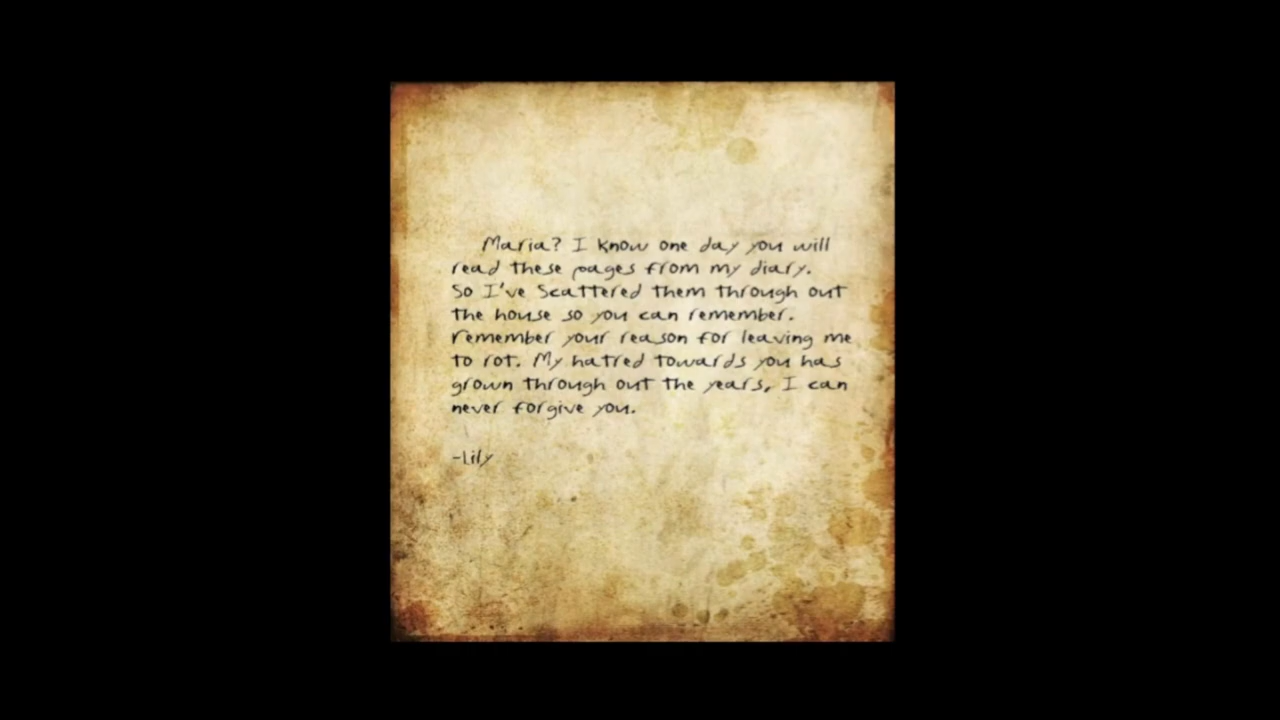 Maria? I know one day you will
read these pages from my diary.
So I've Scattered them through out
the house so you can remember.
remember your reason for leaving me
to rot. My hatred towards you has
grown through out the years, I can
never forgive you.
-Lily